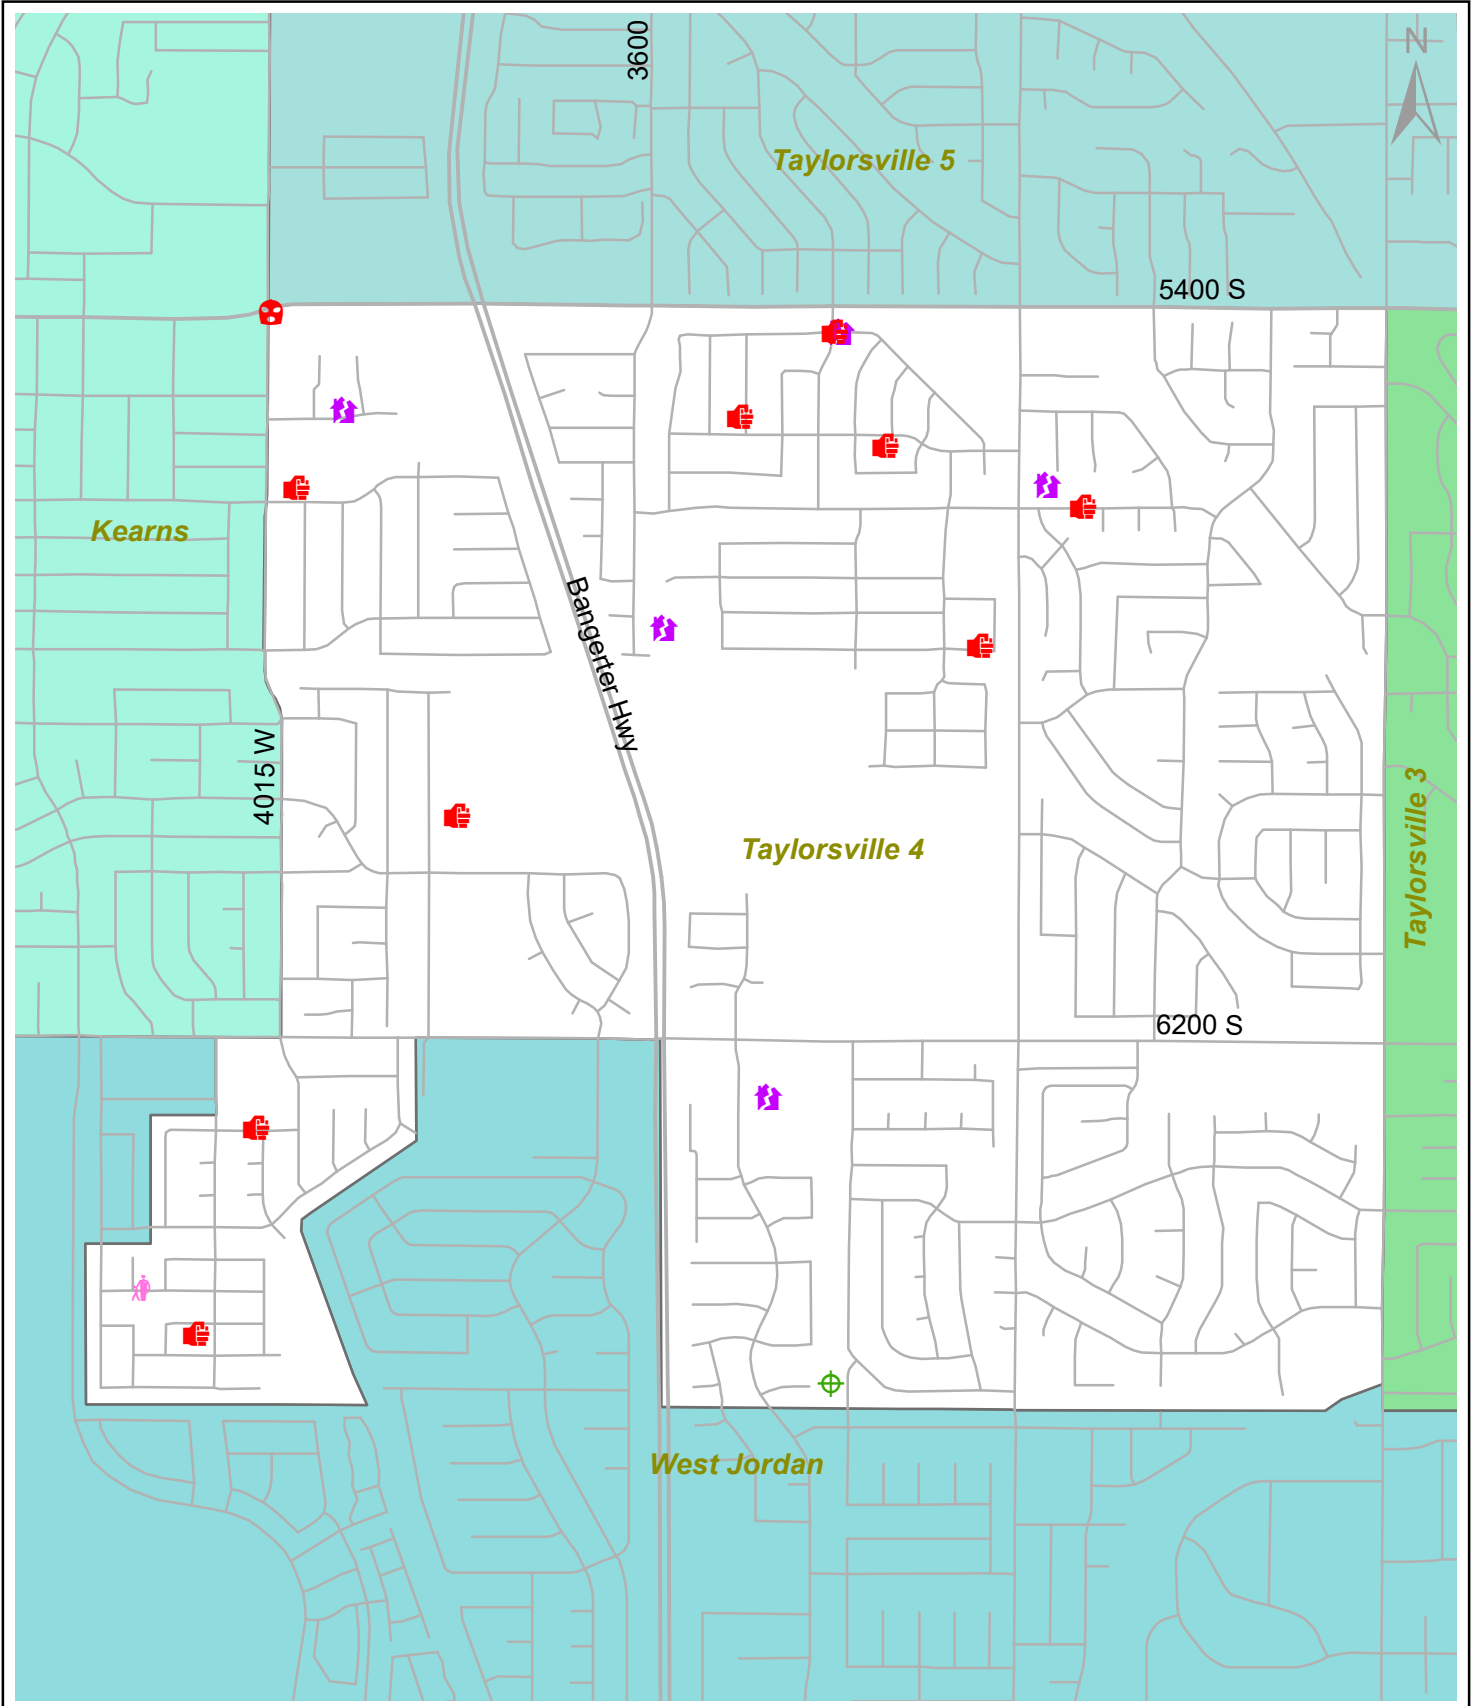 3600
N
Taylorsville 5
5400 S
Kearns
Bangerter Hwy
4015 W
Taylorsville 4
Taylorsville 3
6200 S
West Jordan